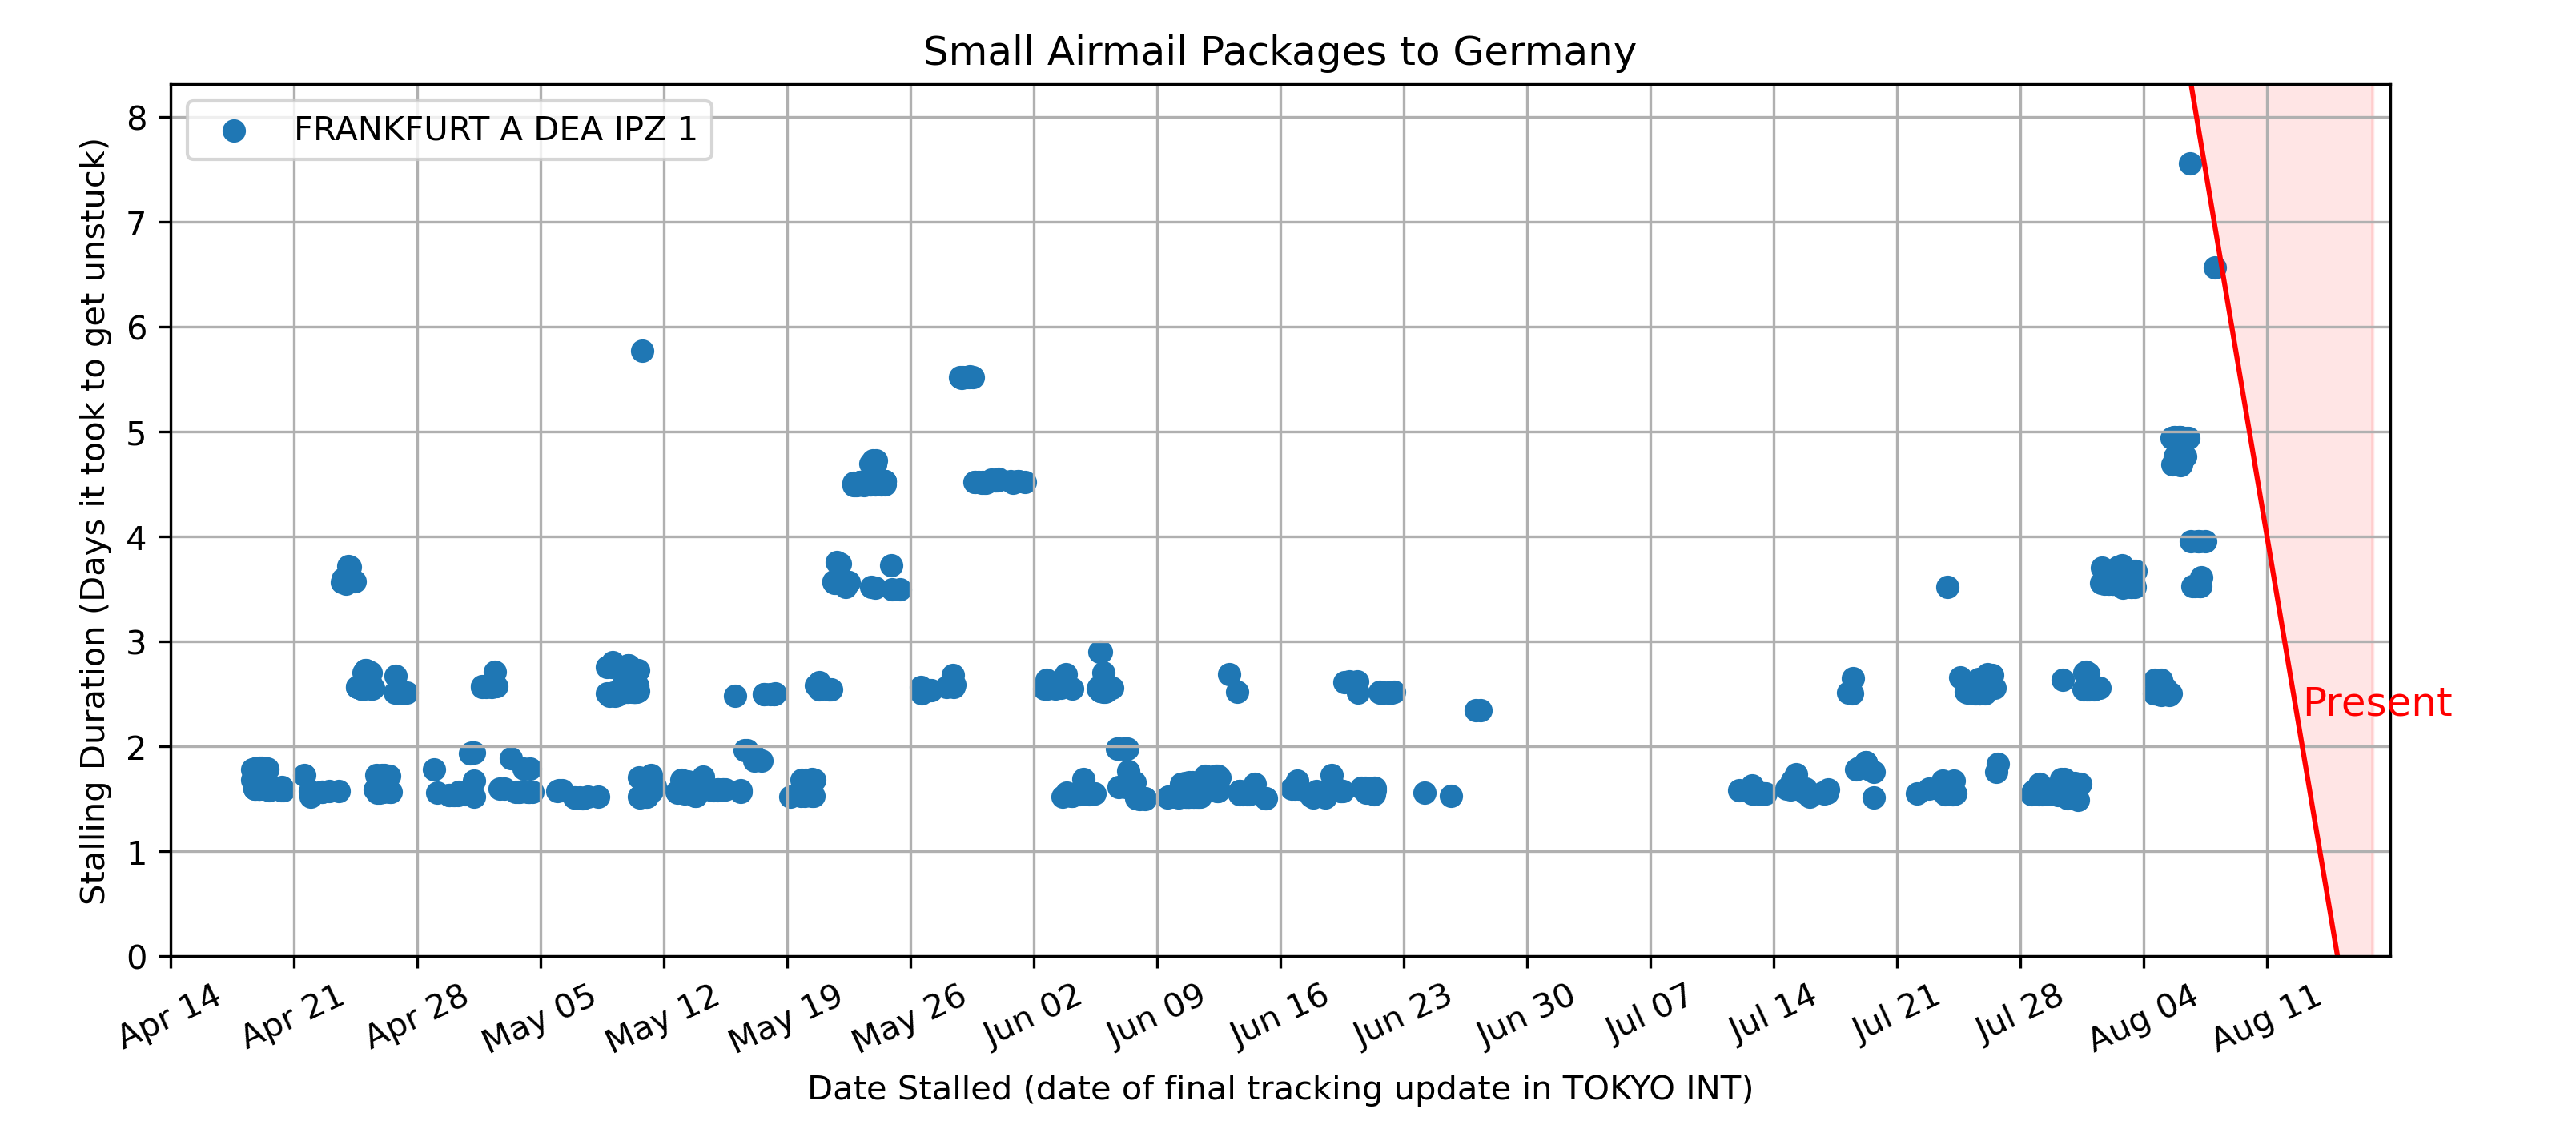 Small Airmail Packages to Germany
FRANKFURT A DEA IPZ 1
Stalling Duration (Days it took to get unstuck)
8
7
6
5
4
3
2
1
0
Present
Apr 14
Apr 21
Apr 28
May 05
May 12
May 19
May 26
Jun 02
Jun 09
Jun 16
Jun 23
Jun 30
Jul 07
Jul 14
Jul 21
Jul 28
Aug 04
Aug 11
Date Stalled (date of final tracking update in TOKYO INT)